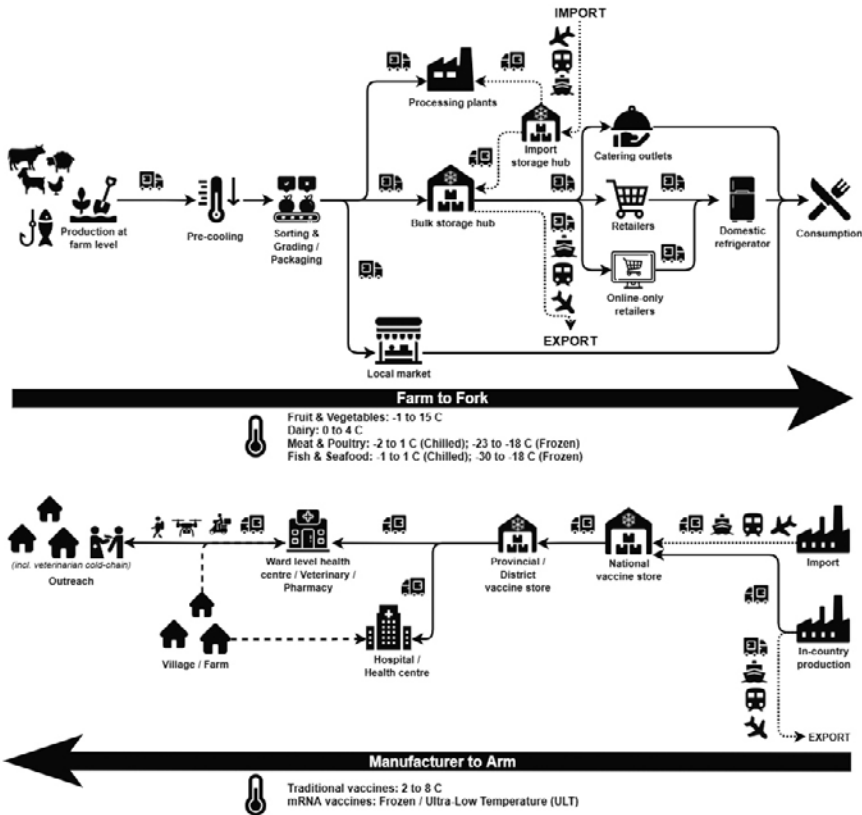 IMPORT
Processing plants
Import
storage hub
Catering outlets
Production at
farm level
Pre-cooling
Sorting &
Grading /
Packaging
Bulk storage hub
Retailers
Domestic
refrigerator
Consumption
Online-only
retailers
EXPORT
Local market
Farm to Fork
Fruit & Vegetables: -1 to 15 C
Dairy: 0 to 4 C
Meat & Poultry: -2 to 1 C (Chilled); -23 to -18 C (Frozen)
Fish & Seafood: -1 to 1 C (Chilled); -30 to -18 C (Frozen)
(incl. veterinarian cold-chain)
Outreach
Ward level health
centre / Veterinary /
Pharmacy
Provincial /
District
vaccine store
National
vaccine store
Import
Village / Farm
Hospital /
Health centre
In-country
production
EXPORT
Manufacturer to Arm
Traditional vaccines: 2 to 8 C
mRNA vaccines: Frozen / Ultra-Low Temperature (ULT)